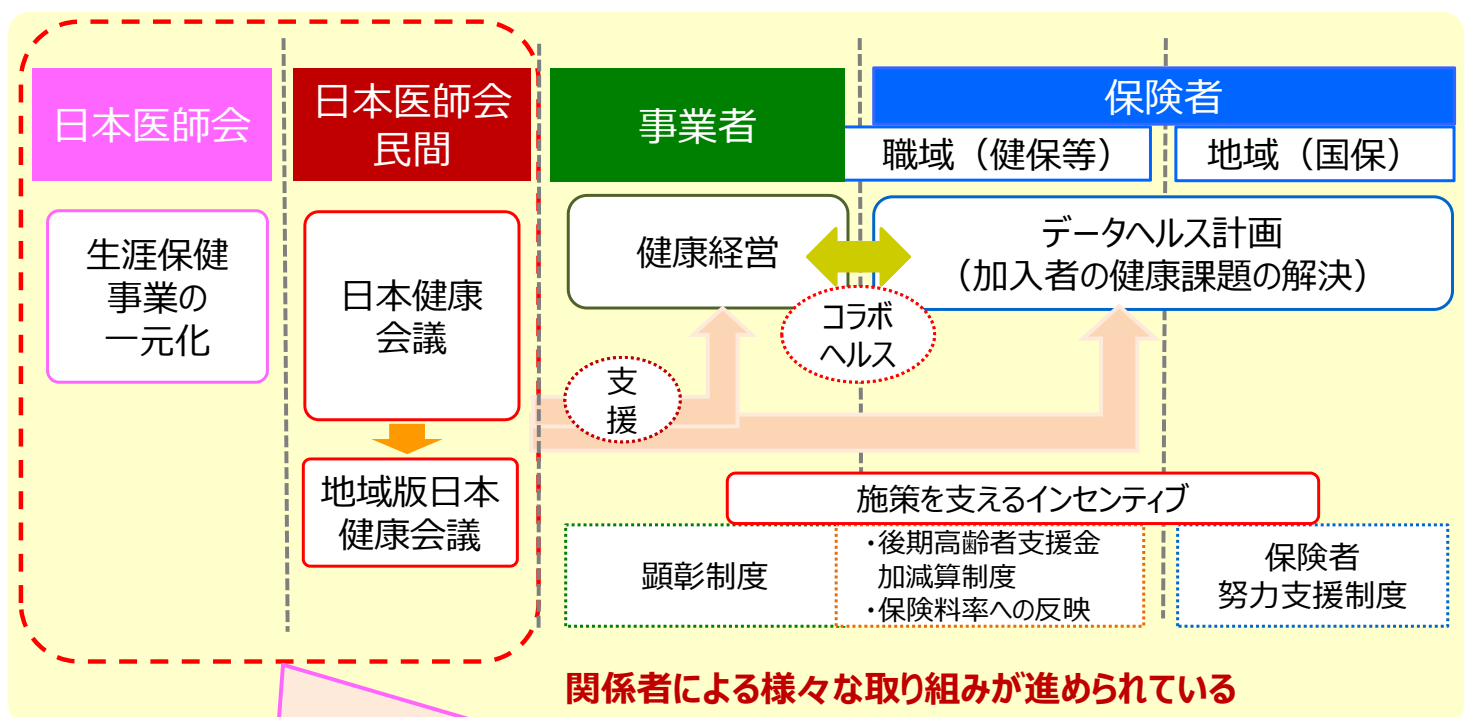 日本医師会
日本医師会
民間
事業者
保険者
職域（健保等）
地域（国保）
生涯保健
事業の
一元化
日本健康
会議
地域版日本
健康会議
支
援
健康経営
コラボ
ヘルス
データヘルス計画
（加入者の健康課題の解決）
施策を支えるインセンティブ
顕彰制度
・後期高齢者支援金
加減算制度
・保険料率への反映
保険者
努力支援制度
関係者による様々な取り組みが進められている